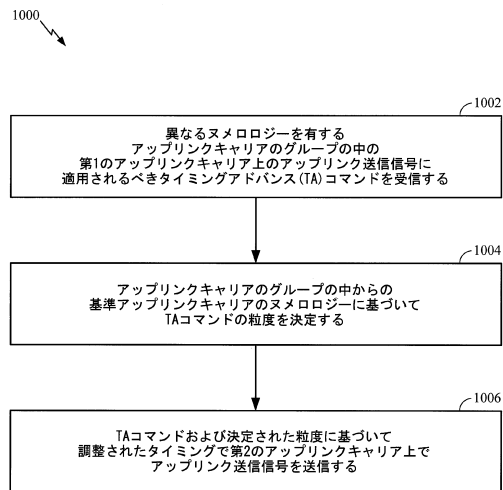 1000
1002
異なるヌメロロジーを有する
アップリンクキャリアのグループの中の
第1のアップリンクキャリア上のアップリンク送信信号に
適用されるべきタイミングアドバンス(TA)コマンドを受信する
1004
アップリンクキャリアのグループの中からの
基準アップリンクキャリアのヌメロロジーに基づいて
TAコマンドの粒度を決定する
1006
TAコマンドおよび決定された粒度に基づいて
調整されたタイミングで第2のアップリンクキャリア上で
アップリンク送信信号を送信する